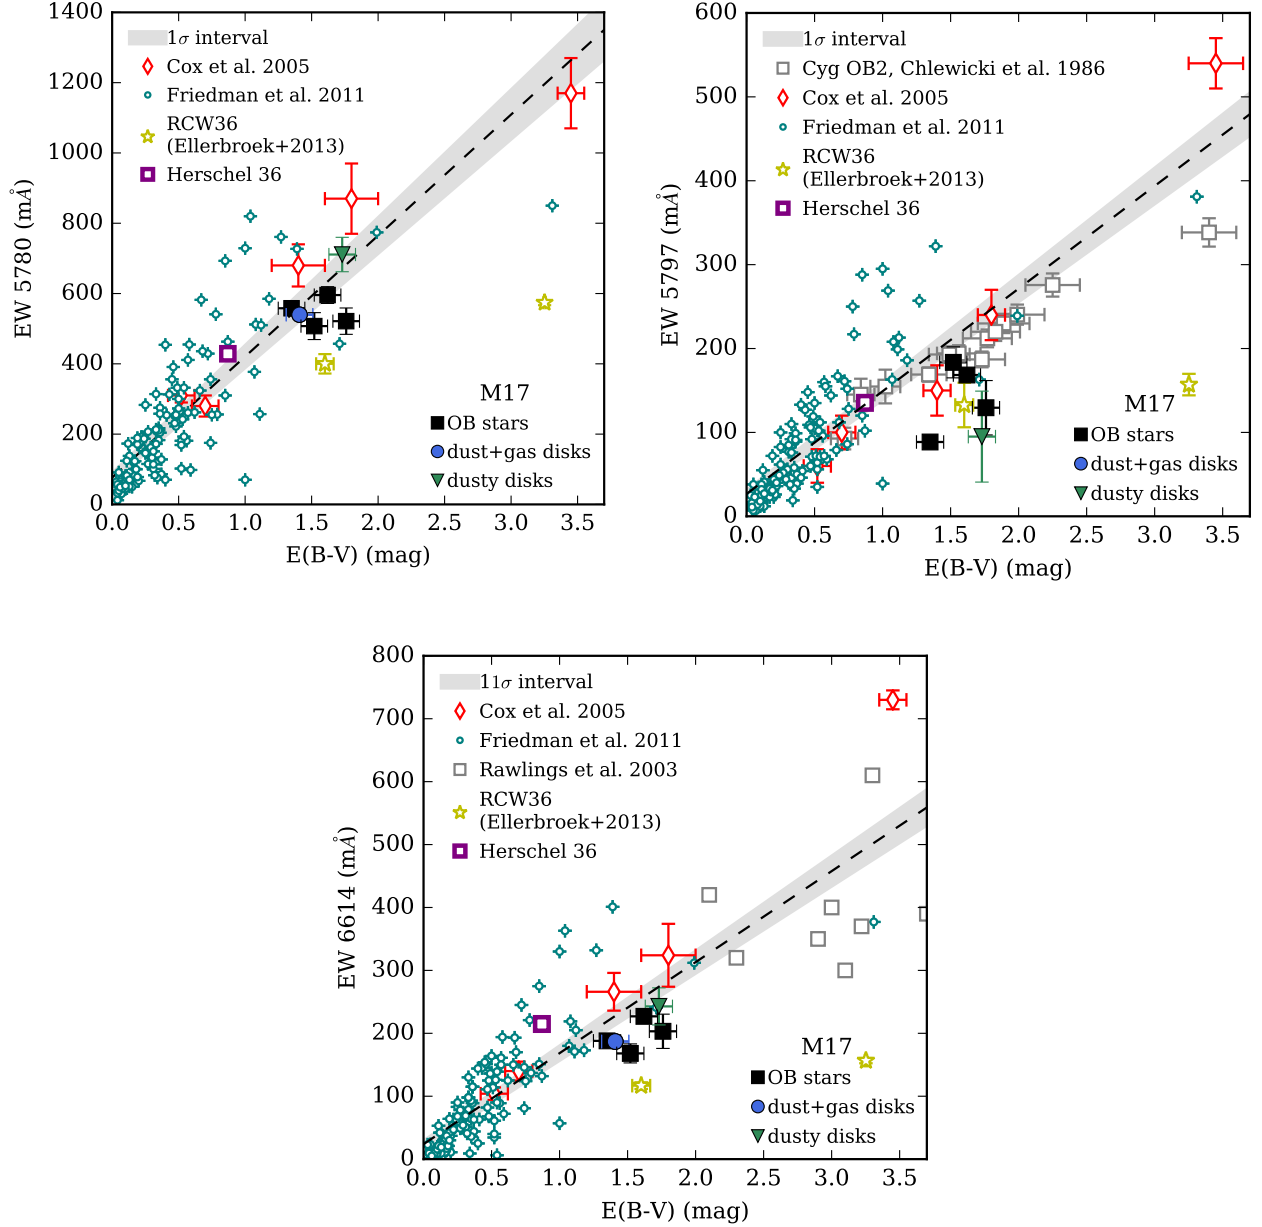 1400
1200
1000
800
600
400
200
0
0.0 0.5 1.0 1.5 2.0 2.5 3.0 3.5
E(B-V) (mag)
EW 5780 (mÅ)
1σ interval
Cox et al. 2005
Friedman et al. 2011
RCW36
(Ellerbroek+2013)
Herschel 36
M17
OB stars
dust+gas disks
dusty disks
600
500
400
300
200
100
0
0.0 0.5 1.0 1.5 2.0 2.5 3.0 3.5
E(B-V) (mag)
EW 5797 (mÅ)
1σ interval
Cyg OB2, Chlewicki et al. 1986
Cox et al. 2005
Friedman et al. 2011
RCW36
(Ellerbroek+2013)
Herschel 36
M17
OB stars
dust+gas disks
dusty disks
800
700
600
500
400
300
200
100
0
0.0 0.5 1.0 1.5 2.0 2.5 3.0 3.5
E(B-V) (mag)
EW 6614 (mÅ)
11σ interval
Cox et al. 2005
Friedman et al. 2011
Rawlings et al. 2003
RCW36
(Ellerbroek+2013)
Herschel 36
M17
OB stars
dust+gas disks
dusty disks